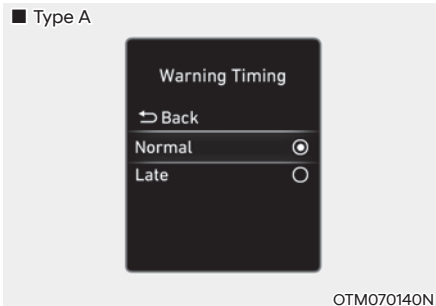 ■ Type A
Warning Timing
Back
Normal
Late
OTM070140N